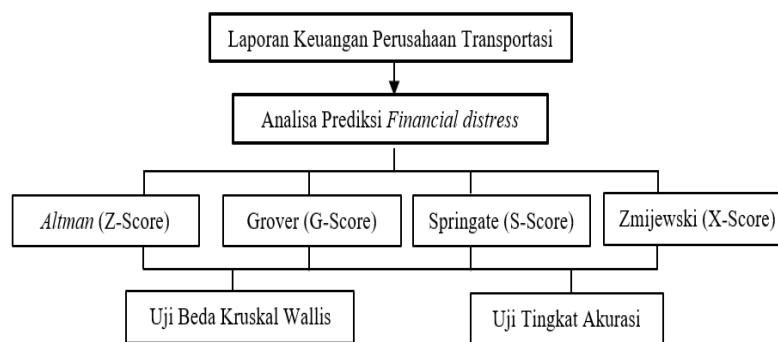 Laporan Keuangan Perusahaan Transportasi
Analisa Prediksi Financial distress
Altman (Z-Score)
Grover (G-Score)
Springate (S-Score)
Zmijewski (X-Score)
Uji Beda Kruskal Wallis
Uji Tingkat Akurasi